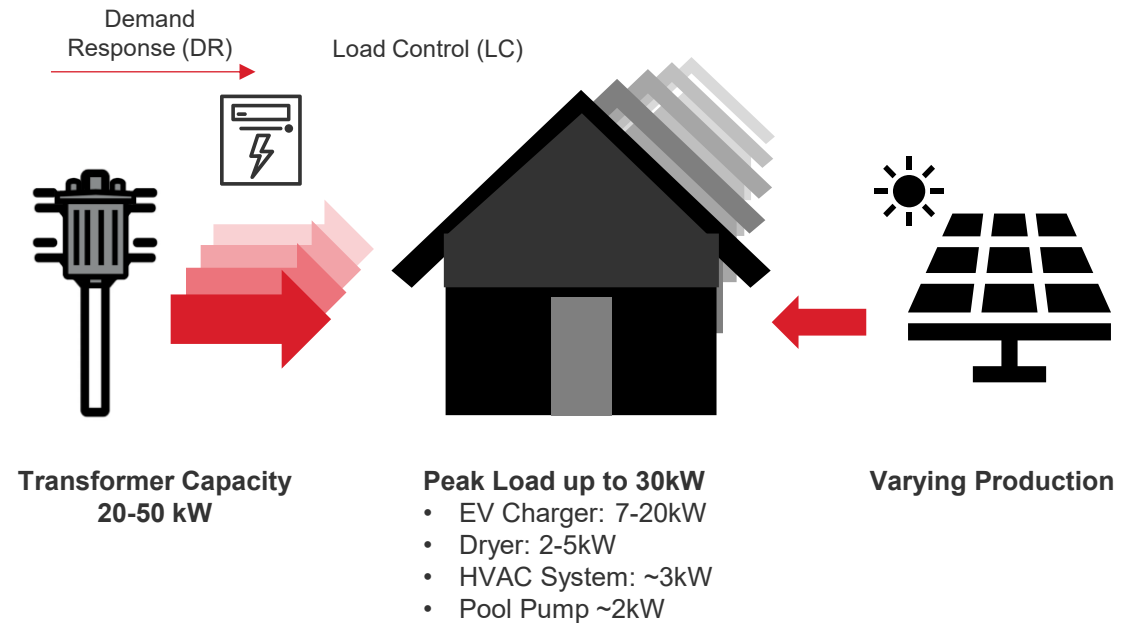 Demand
Response (DR)
Load Control (LC)
Transformer Capacity
20-50 kW
Peak Load up to 30kW
• EV Charger: 7-20kW
• Dryer: 2-5kW
• HVAC System: ~3kW
• Pool Pump ~2kW
Varying Production